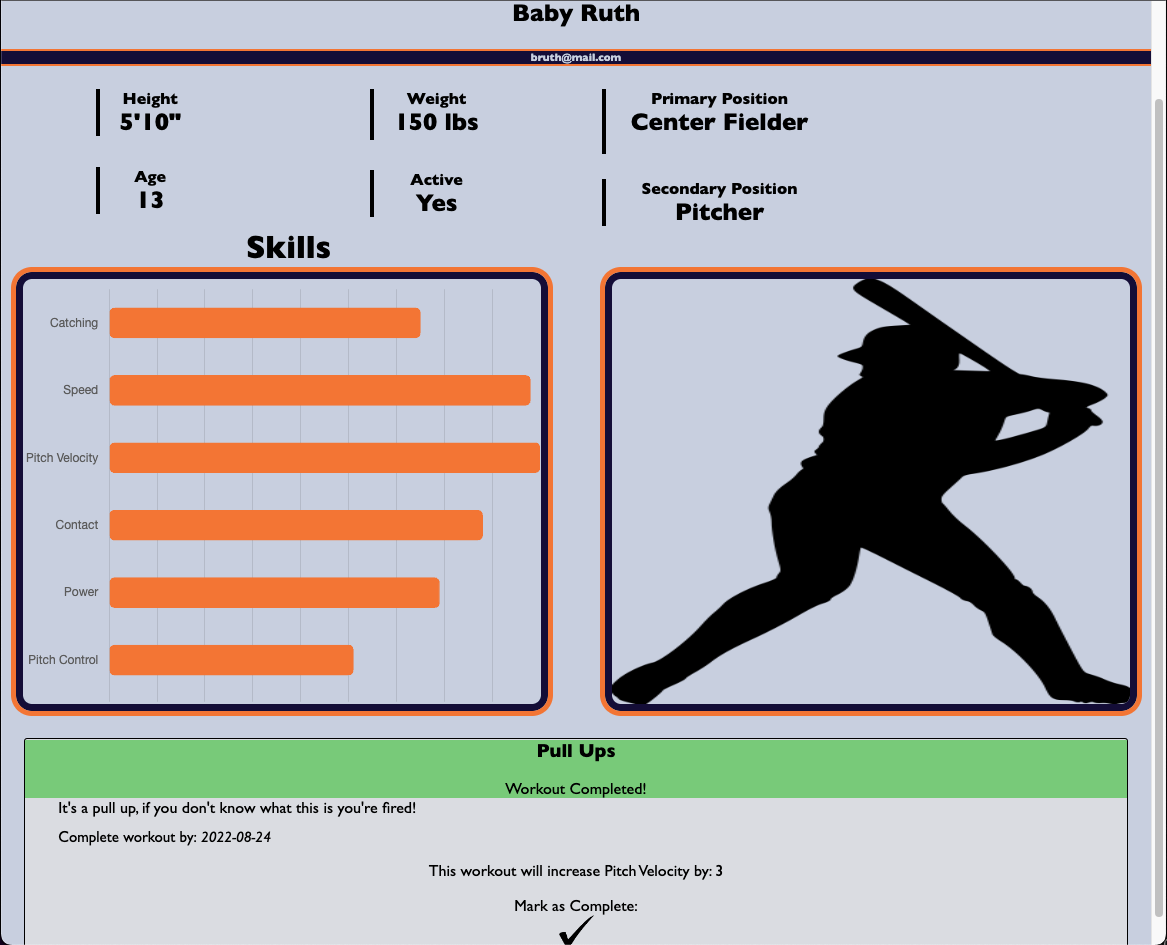 Baby Ruth
bruth@mail.com
Height
5'10"
Weight
150 lbs
Primary Position
Center Fielder
Age
13
Active
Yes
Secondary Position
Pitcher
Skills
Catching
Speed
Pitch Velocity
Contact
Power
Pitch Control
Pull Ups
Workout Completed!
It's a pull up, if you don't know what this is you're fired!
Complete workout by: 2022-08-24
This workout will increase Pitch Velocity by: 3
Mark as Complete: